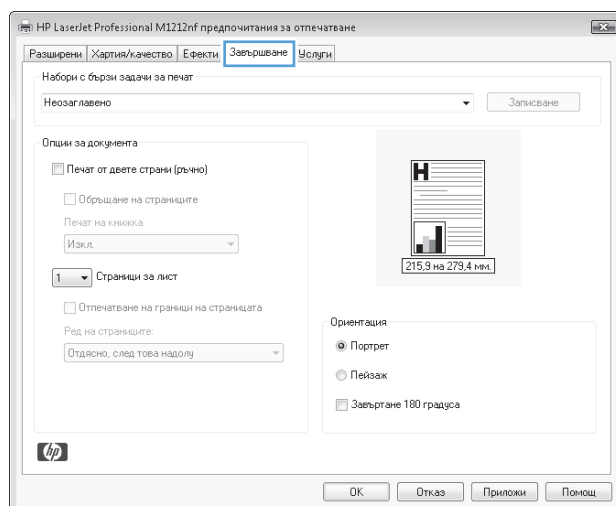 HP LaserJet Professional M1212nf предпочитания за отпечатване
Разширени Хартия/качество Ефекти Завършване Услуги
Набори с бързи задачи за печат
Неозаглавено
Записване
Опции за документа
Печат от двете страни (ръчно)
Обръщане на страниците
Печат на книжка
Изкл.
1 Страници за лист
Отпечатване на граници на страницата
Ред на страниците:
Отдясно, след това надолу
H
215,9 на 279,4 мм.
Ориентация
Портрет
Пейзаж
Завъртане 180 градуса
hp
OK Отказ Приложи Помощ